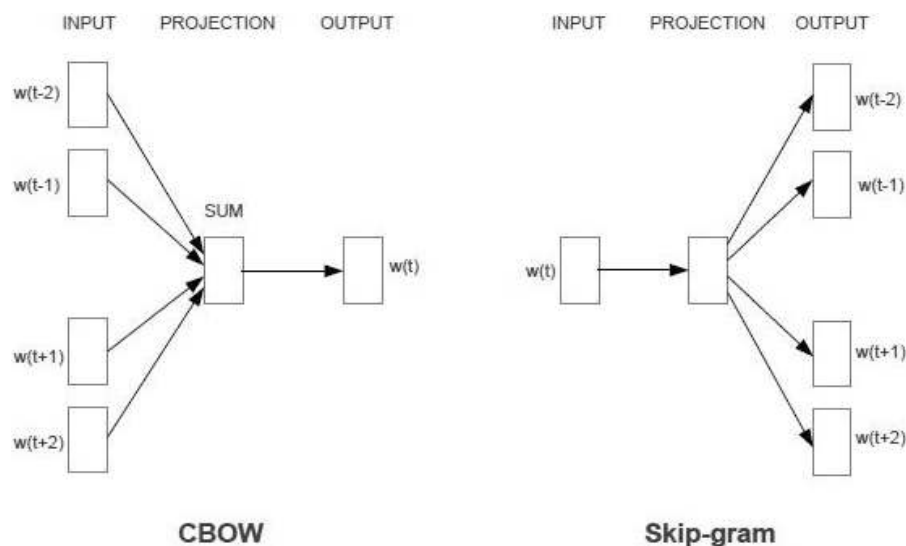 INPUT PROJECTION OUTPUT
w(t-2)
w(t-1)
SUM
w(t)
w(t+1)
w(t+2)
CBOW
INPUT PROJECTION OUTPUT
w(t-2)
w(t-1)
w(t)
w(t+1)
w(t+2)
Skip-gram